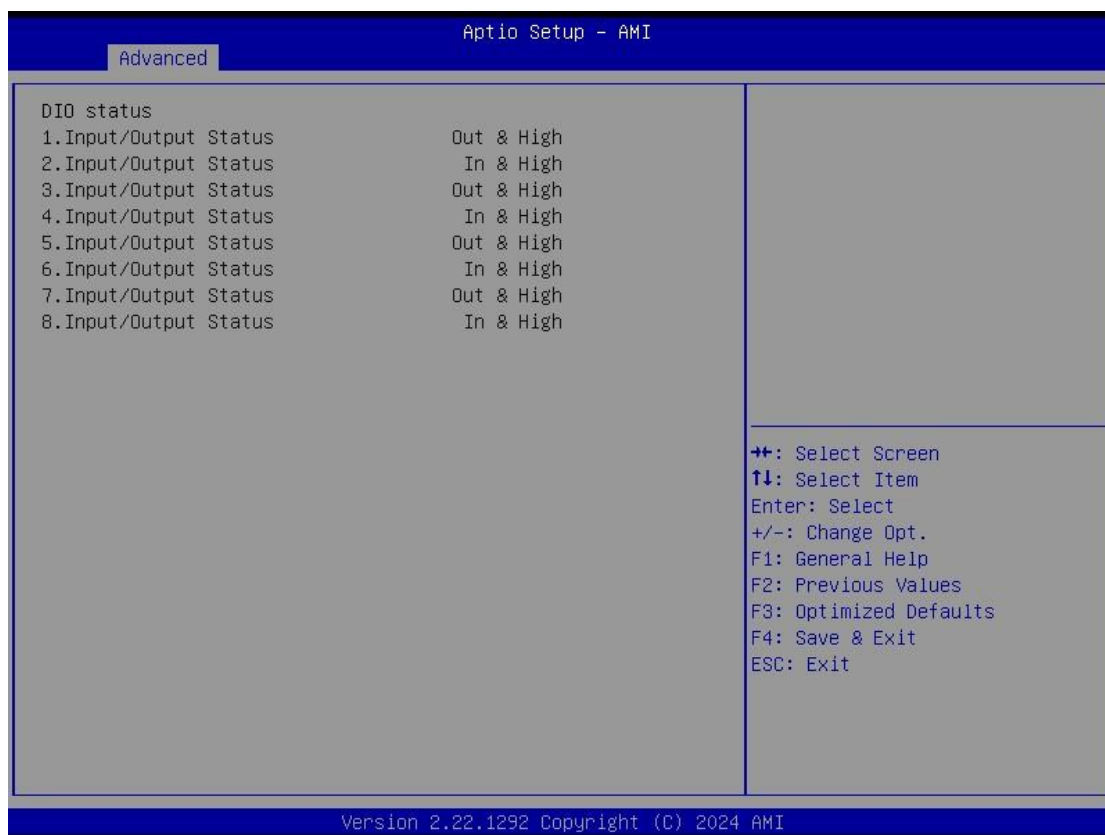 Aptio Setup - AMI
Advanced
DIO status
1.Input/Output Status Out & High
2.Input/Output Status In & High
3.Input/Output Status Out & High
4.Input/Output Status In & High
5.Input/Output Status Out & High
6.Input/Output Status In & High
7.Input/Output Status Out & High
8.Input/Output Status In & High
→←: Select Screen
↑↓: Select Item
Enter: Select
+/-: Change Opt.
F1: General Help
F2: Previous Values
F3: Optimized Defaults
F4: Save & Exit
ESC: Exit
Version 2.22.1292 Copyright (C) 2024 AMI